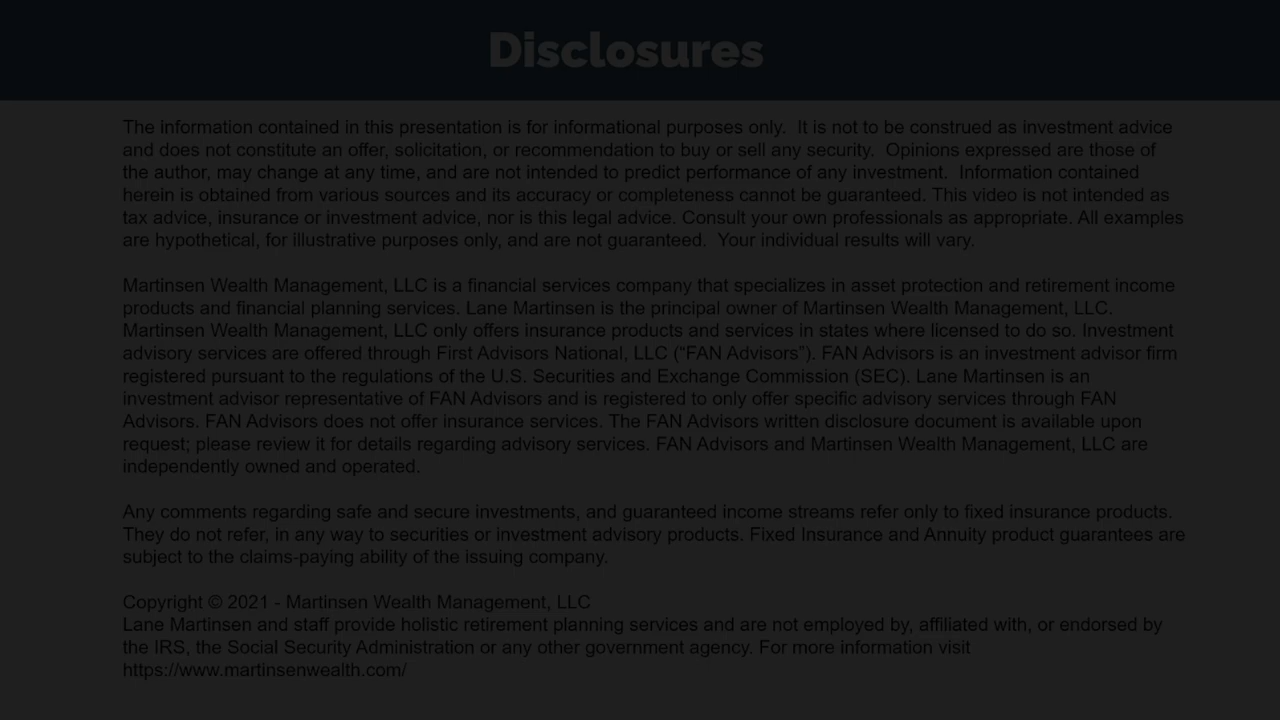 Disclosures
The information contained in this presentation is for informational purposes only.  It is not to be construed as investment advice
and does not constitute an offer, solicitation, or recommendation to buy or sell any security.  Opinions expressed are those of
the author, may change at any time, and are not intended to predict performance of any investment.  Information contained
herein is obtained from various sources and its accuracy or completeness cannot be guaranteed. This video is not intended as
tax advice, insurance or investment advice, nor is this legal advice. Consult your own professionals as appropriate. All examples
are hypothetical, for illustrative purposes only, and are not guaranteed.  Your individual results will vary.
Martinsen Wealth Management, LLC is a financial services company that specializes in asset protection and retirement income
products and financial planning services. Lane Martinsen is the principal owner of Martinsen Wealth Management, LLC.
Martinsen Wealth Management, LLC only offers insurance products and services in states where licensed to do so. Investment
advisory services are offered through First Advisors National, LLC (“FAN Advisors”). FAN Advisors is an investment advisor firm
registered pursuant to the regulations of the U.S. Securities and Exchange Commission (SEC). Lane Martinsen is an
investment advisor representative of FAN Advisors and is registered to only offer specific advisory services through FAN
Advisors. FAN Advisors does not offer insurance services. The FAN Advisors written disclosure document is available upon
request; please review it for details regarding advisory services. FAN Advisors and Martinsen Wealth Management, LLC are
independently owned and operated.
Any comments regarding safe and secure investments, and guaranteed income streams refer only to fixed insurance products.
They do not refer, in any way to securities or investment advisory products. Fixed Insurance and Annuity product guarantees are
subject to the claims-paying ability of the issuing company.
Copyright © 2021 - Martinsen Wealth Management, LLC
Lane Martinsen and staff provide holistic retirement planning services and are not employed by, affiliated with, or endorsed by
the IRS, the Social Security Administration or any other government agency. For more information visit
https://www.martinsenwealth.com/